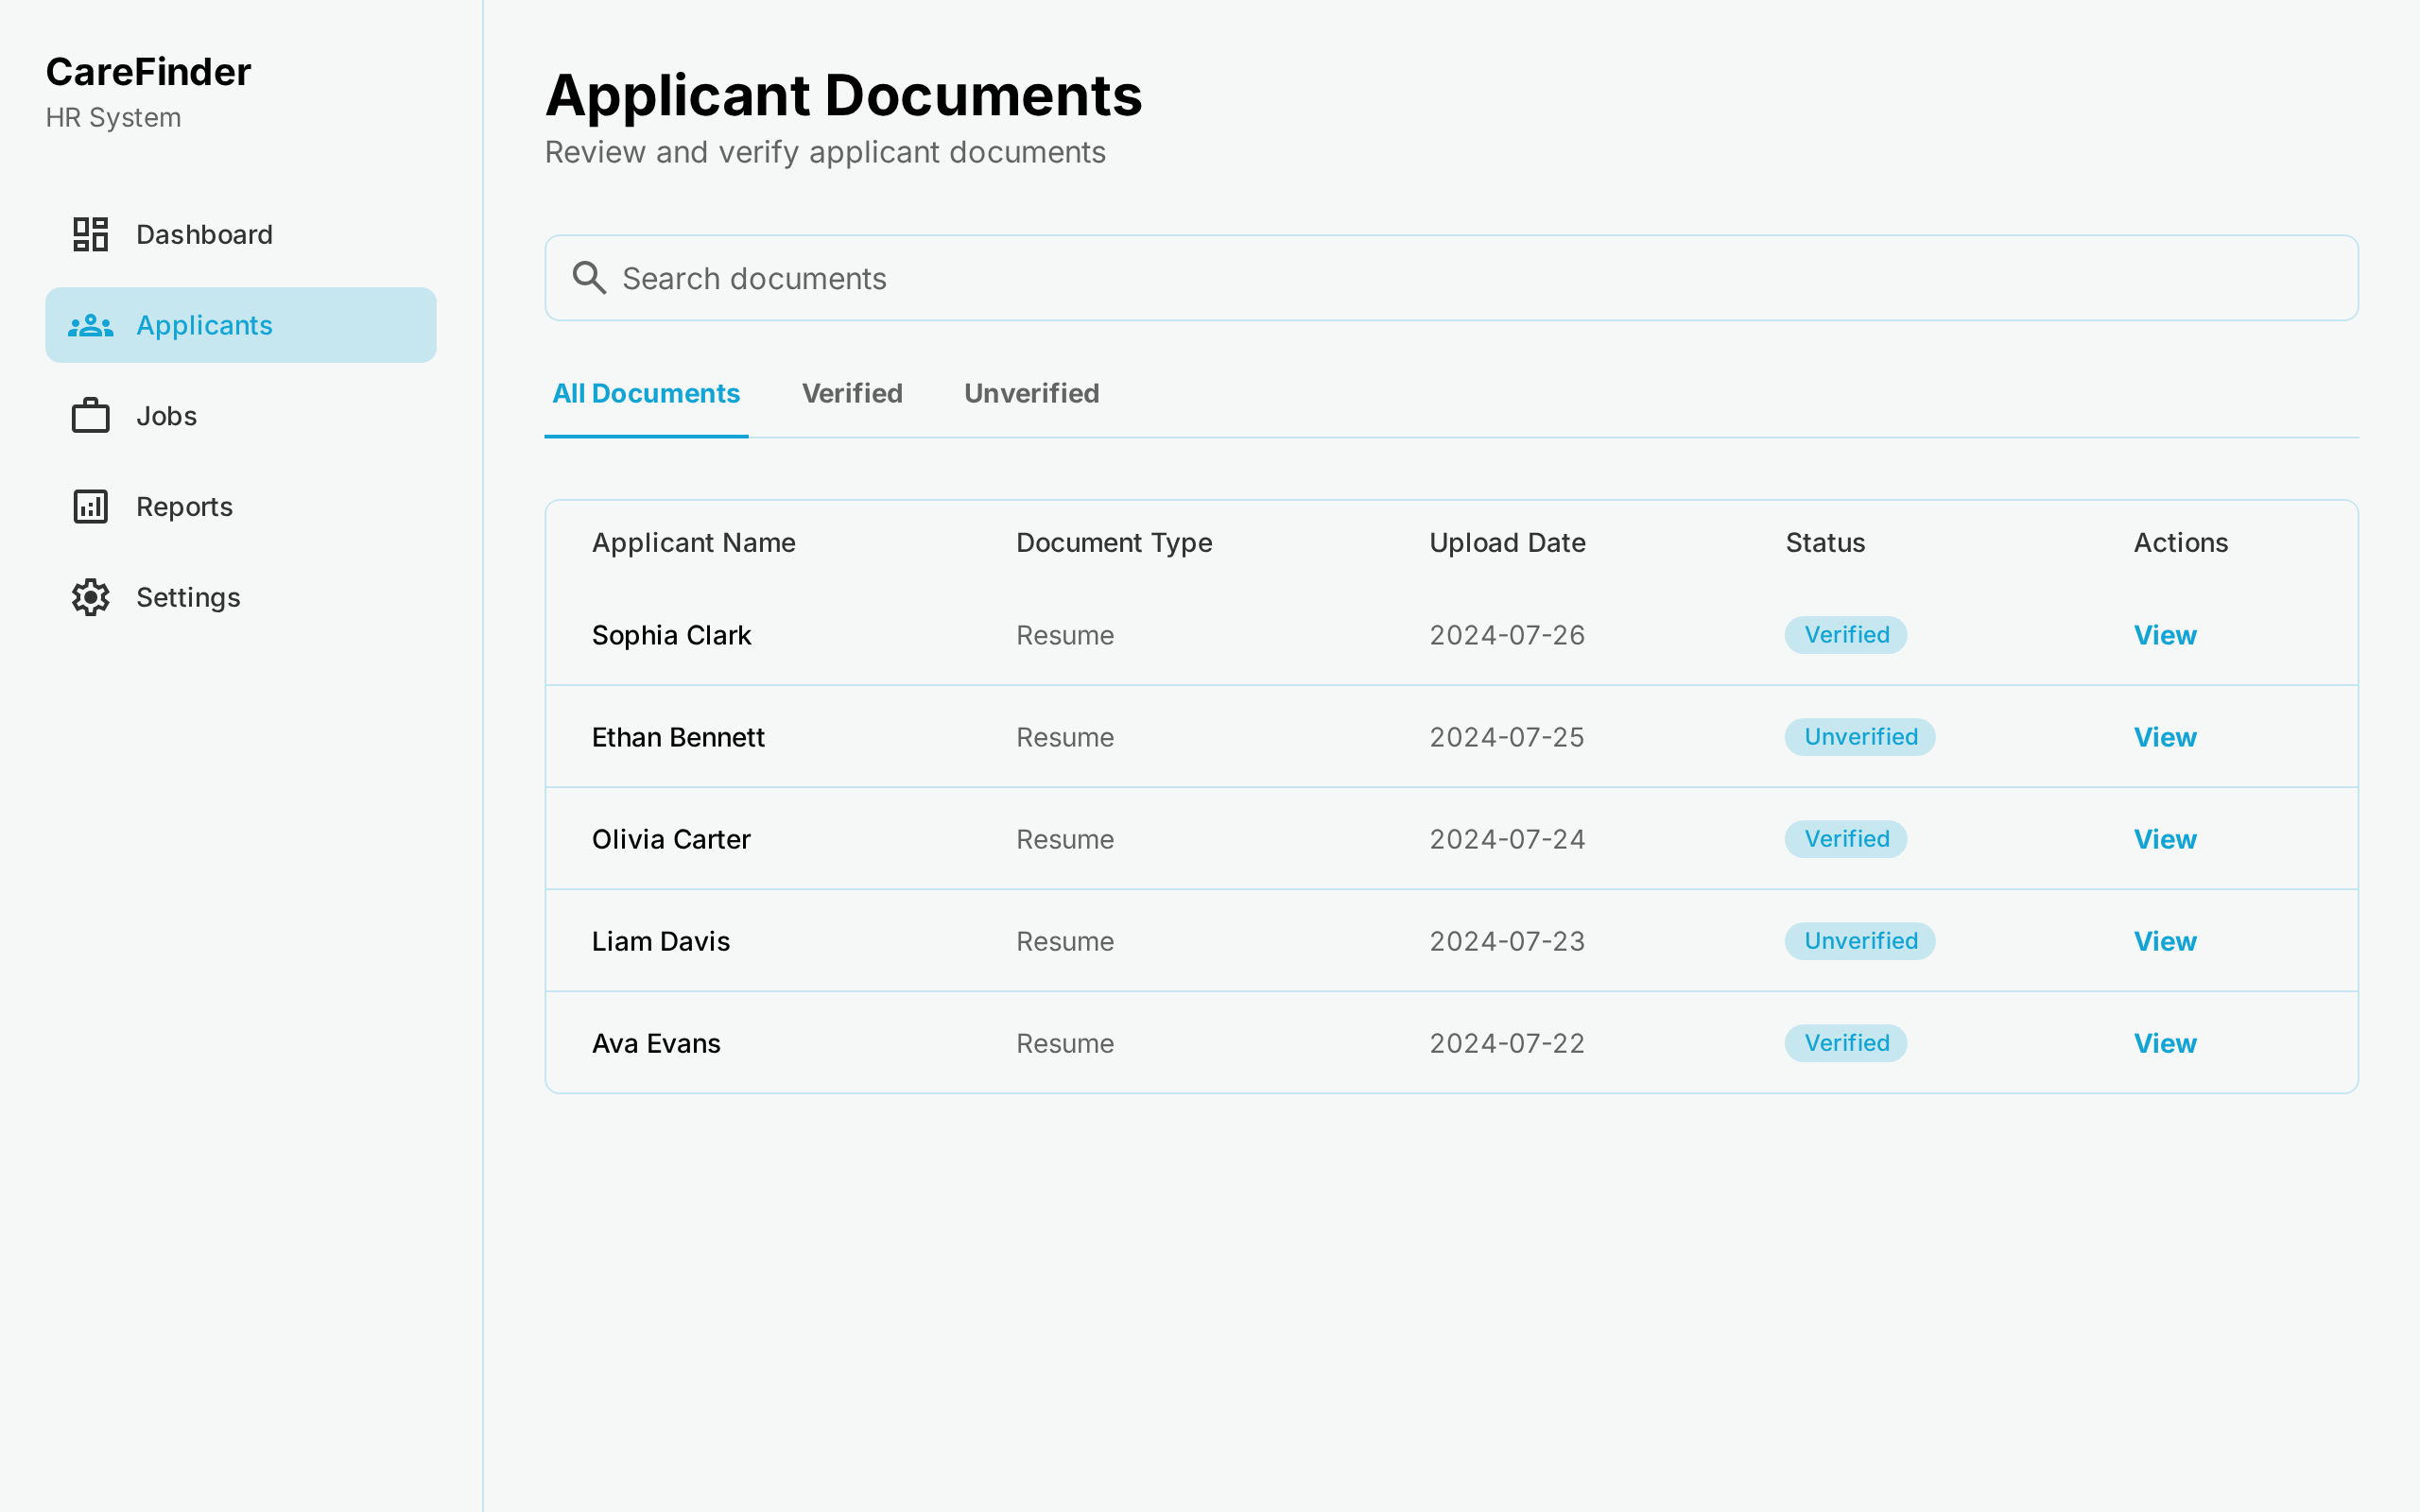 CareFinder
HR System
Dashboard
Applicants
Jobs
Reports
Settings
Applicant Documents
Review and verify applicant documents
Search documents
All Documents Verified Unverified
Applicant Name Document Type Upload Date Status Actions
Sophia Clark Resume 2024-07-26 Verified View
Ethan Bennett Resume 2024-07-25 Unverified View
Olivia Carter Resume 2024-07-24 Verified View
Liam Davis Resume 2024-07-23 Unverified View
Ava Evans Resume 2024-07-22 Verified View